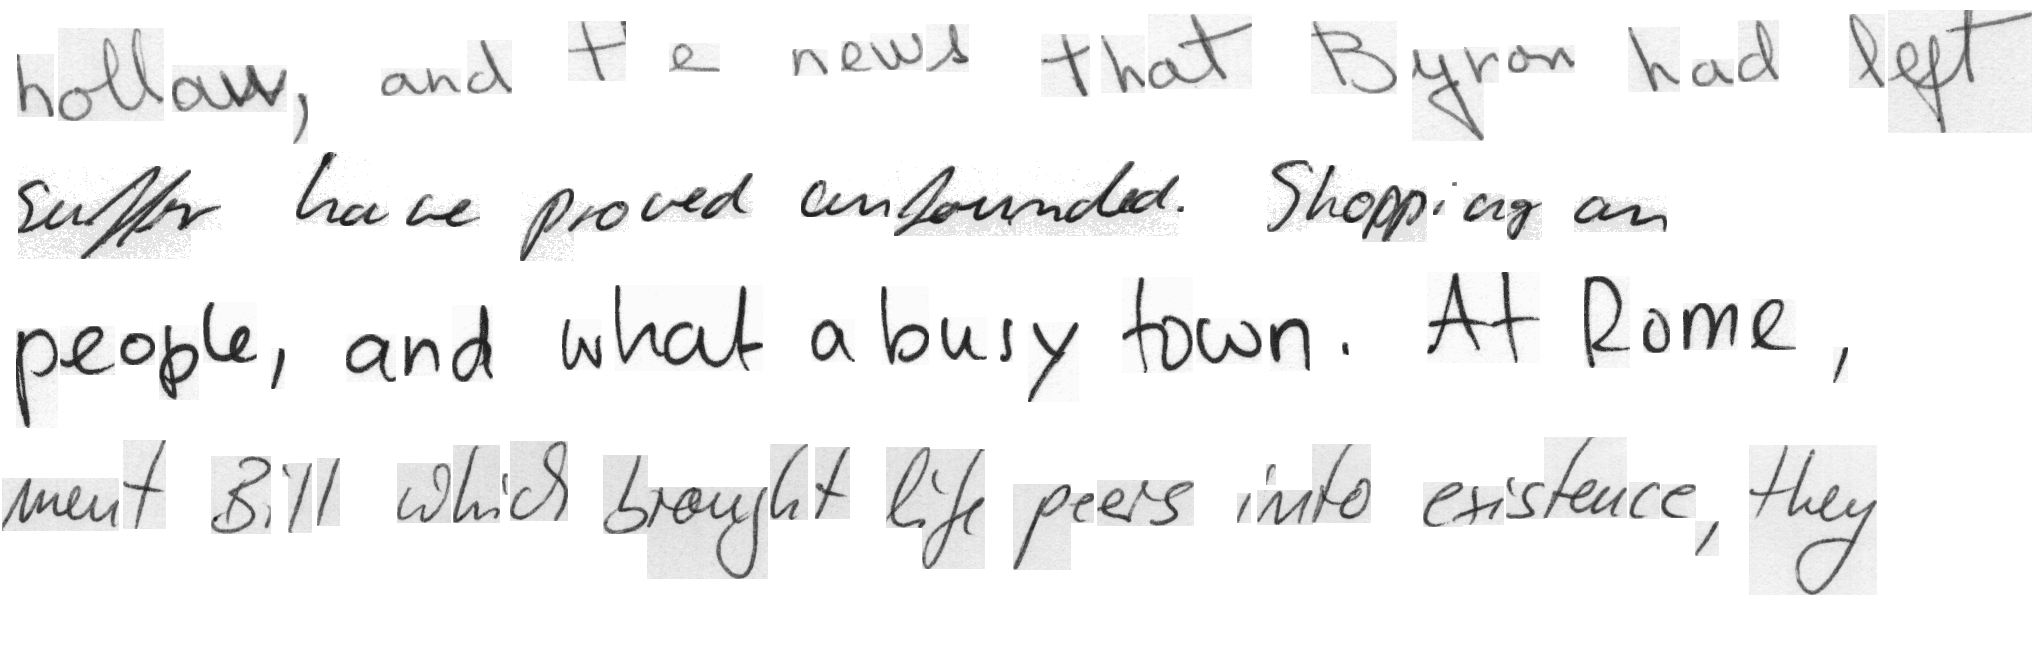 hollow, and te news that Byron had left
suffer have proved unfounded. Shopping an
people, and what a busy town. At Rome,
ment Bill which brought life peers into existence, they